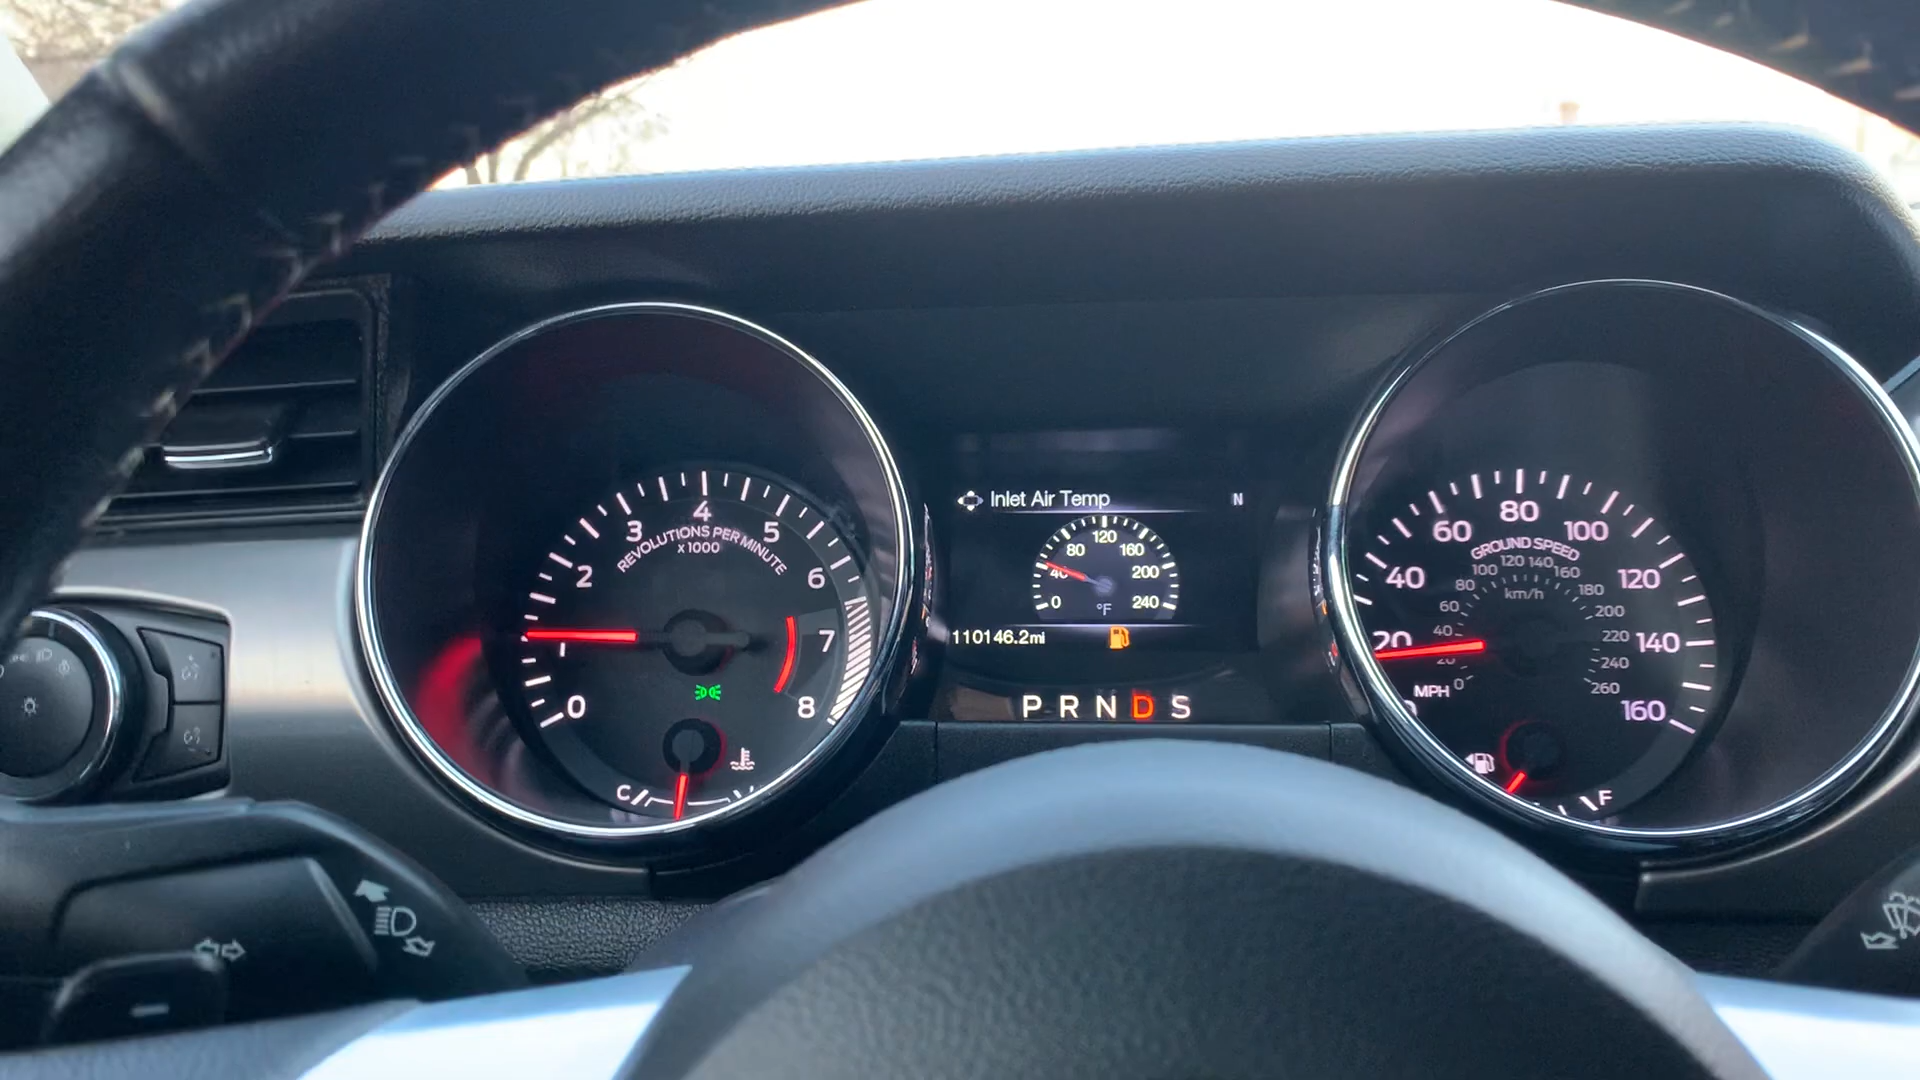 4
3 5
REVOLUTIONS PER MINUTE
x1000
2 6
1 7
0 8
C
Inlet Air Temp N
120
80 160
40 200
0 240
°F
110146.2mi
P R N D S
80
60 100
GROUND SPEED
120 140
100 160
40 120
80 180
km/h
60 200
20 140
40 220
20 240
MPH 0 260
160
F